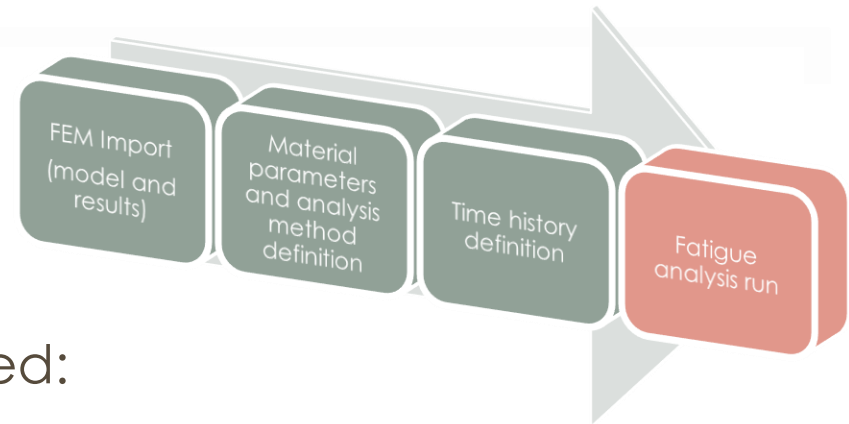 FEM Import
(model and
results)
Material
parameters
and analysis
method
definition
Time history
definition
Fatigue
analysis run
ed: